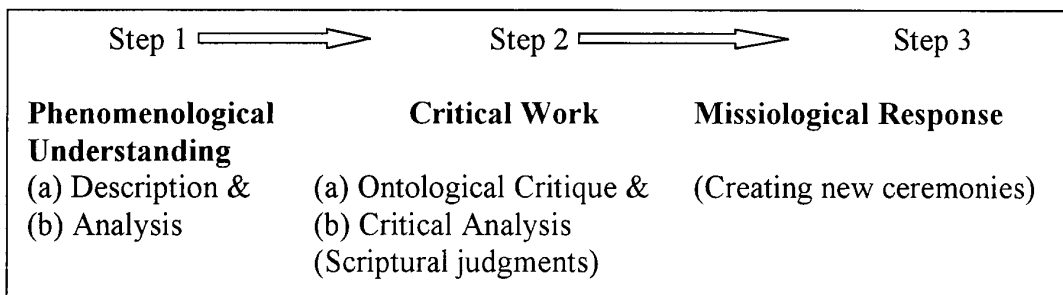 Step 1 Step 2 Step 3
Phenomenological Critical Work Missiological Response
Understanding
(a) Description & (a) Ontological Critique & (Creating new ceremonies)
(b) Analysis (b) Critical Analysis
(Scriptural judgments)